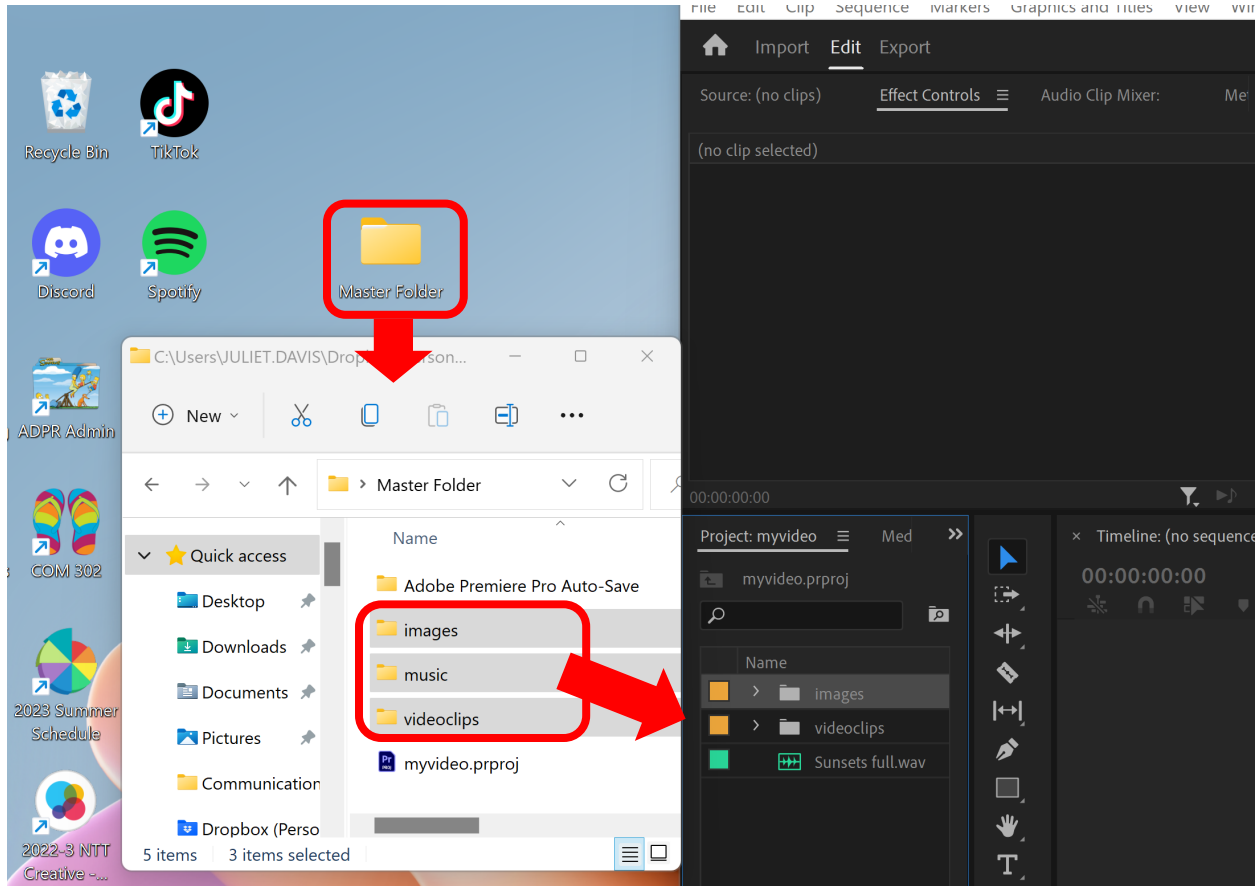 File Edit Clip Sequence Markers Graphics and Titles View
Import Edit Export
Source: (no clips) Effect Controls Audio Clip Mixer:
(no clip selected)
00:00:00:00
Recycle Bin
TikTok
Discord
Spotify
Master Folder
ADPR Admin
COM 302
2023 Summer
Schedule
2022-3 NTT
Creative -...
C:\Users\JULIET.DAVIS\Drop
rson...
New
Master Folder
Name
Quick access
Desktop
Downloads
Documents
Pictures
Communication
Dropbox (Perso
Adobe Premiere Pro Auto-Save
images
music
videoclips
Pr
PROJ
myvideo.prproj
5 items 3 items selected
Project: myvideo Med
myvideo.prproj
Name
images
videoclips
Sunsets full.wav
T
× Timeline: (no sequence
00:00:00:00